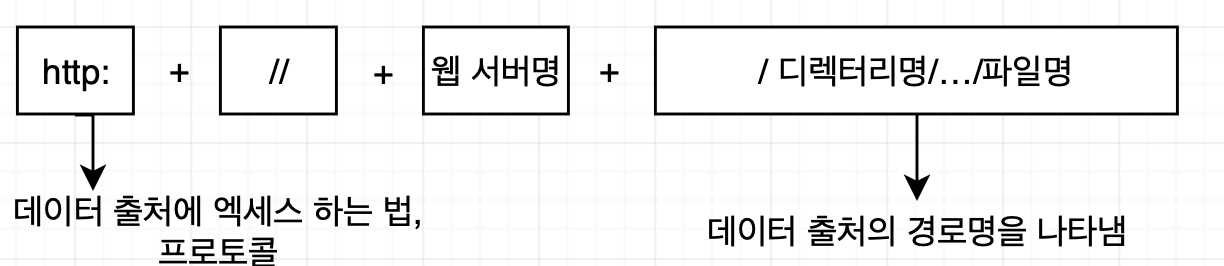 http: + // + 웹 서버명 + / 디렉터리명/…/파일명
데이터 출처에 엑세스 하는 법,
프로토콜
데이터 출처의 경로명을 나타냄